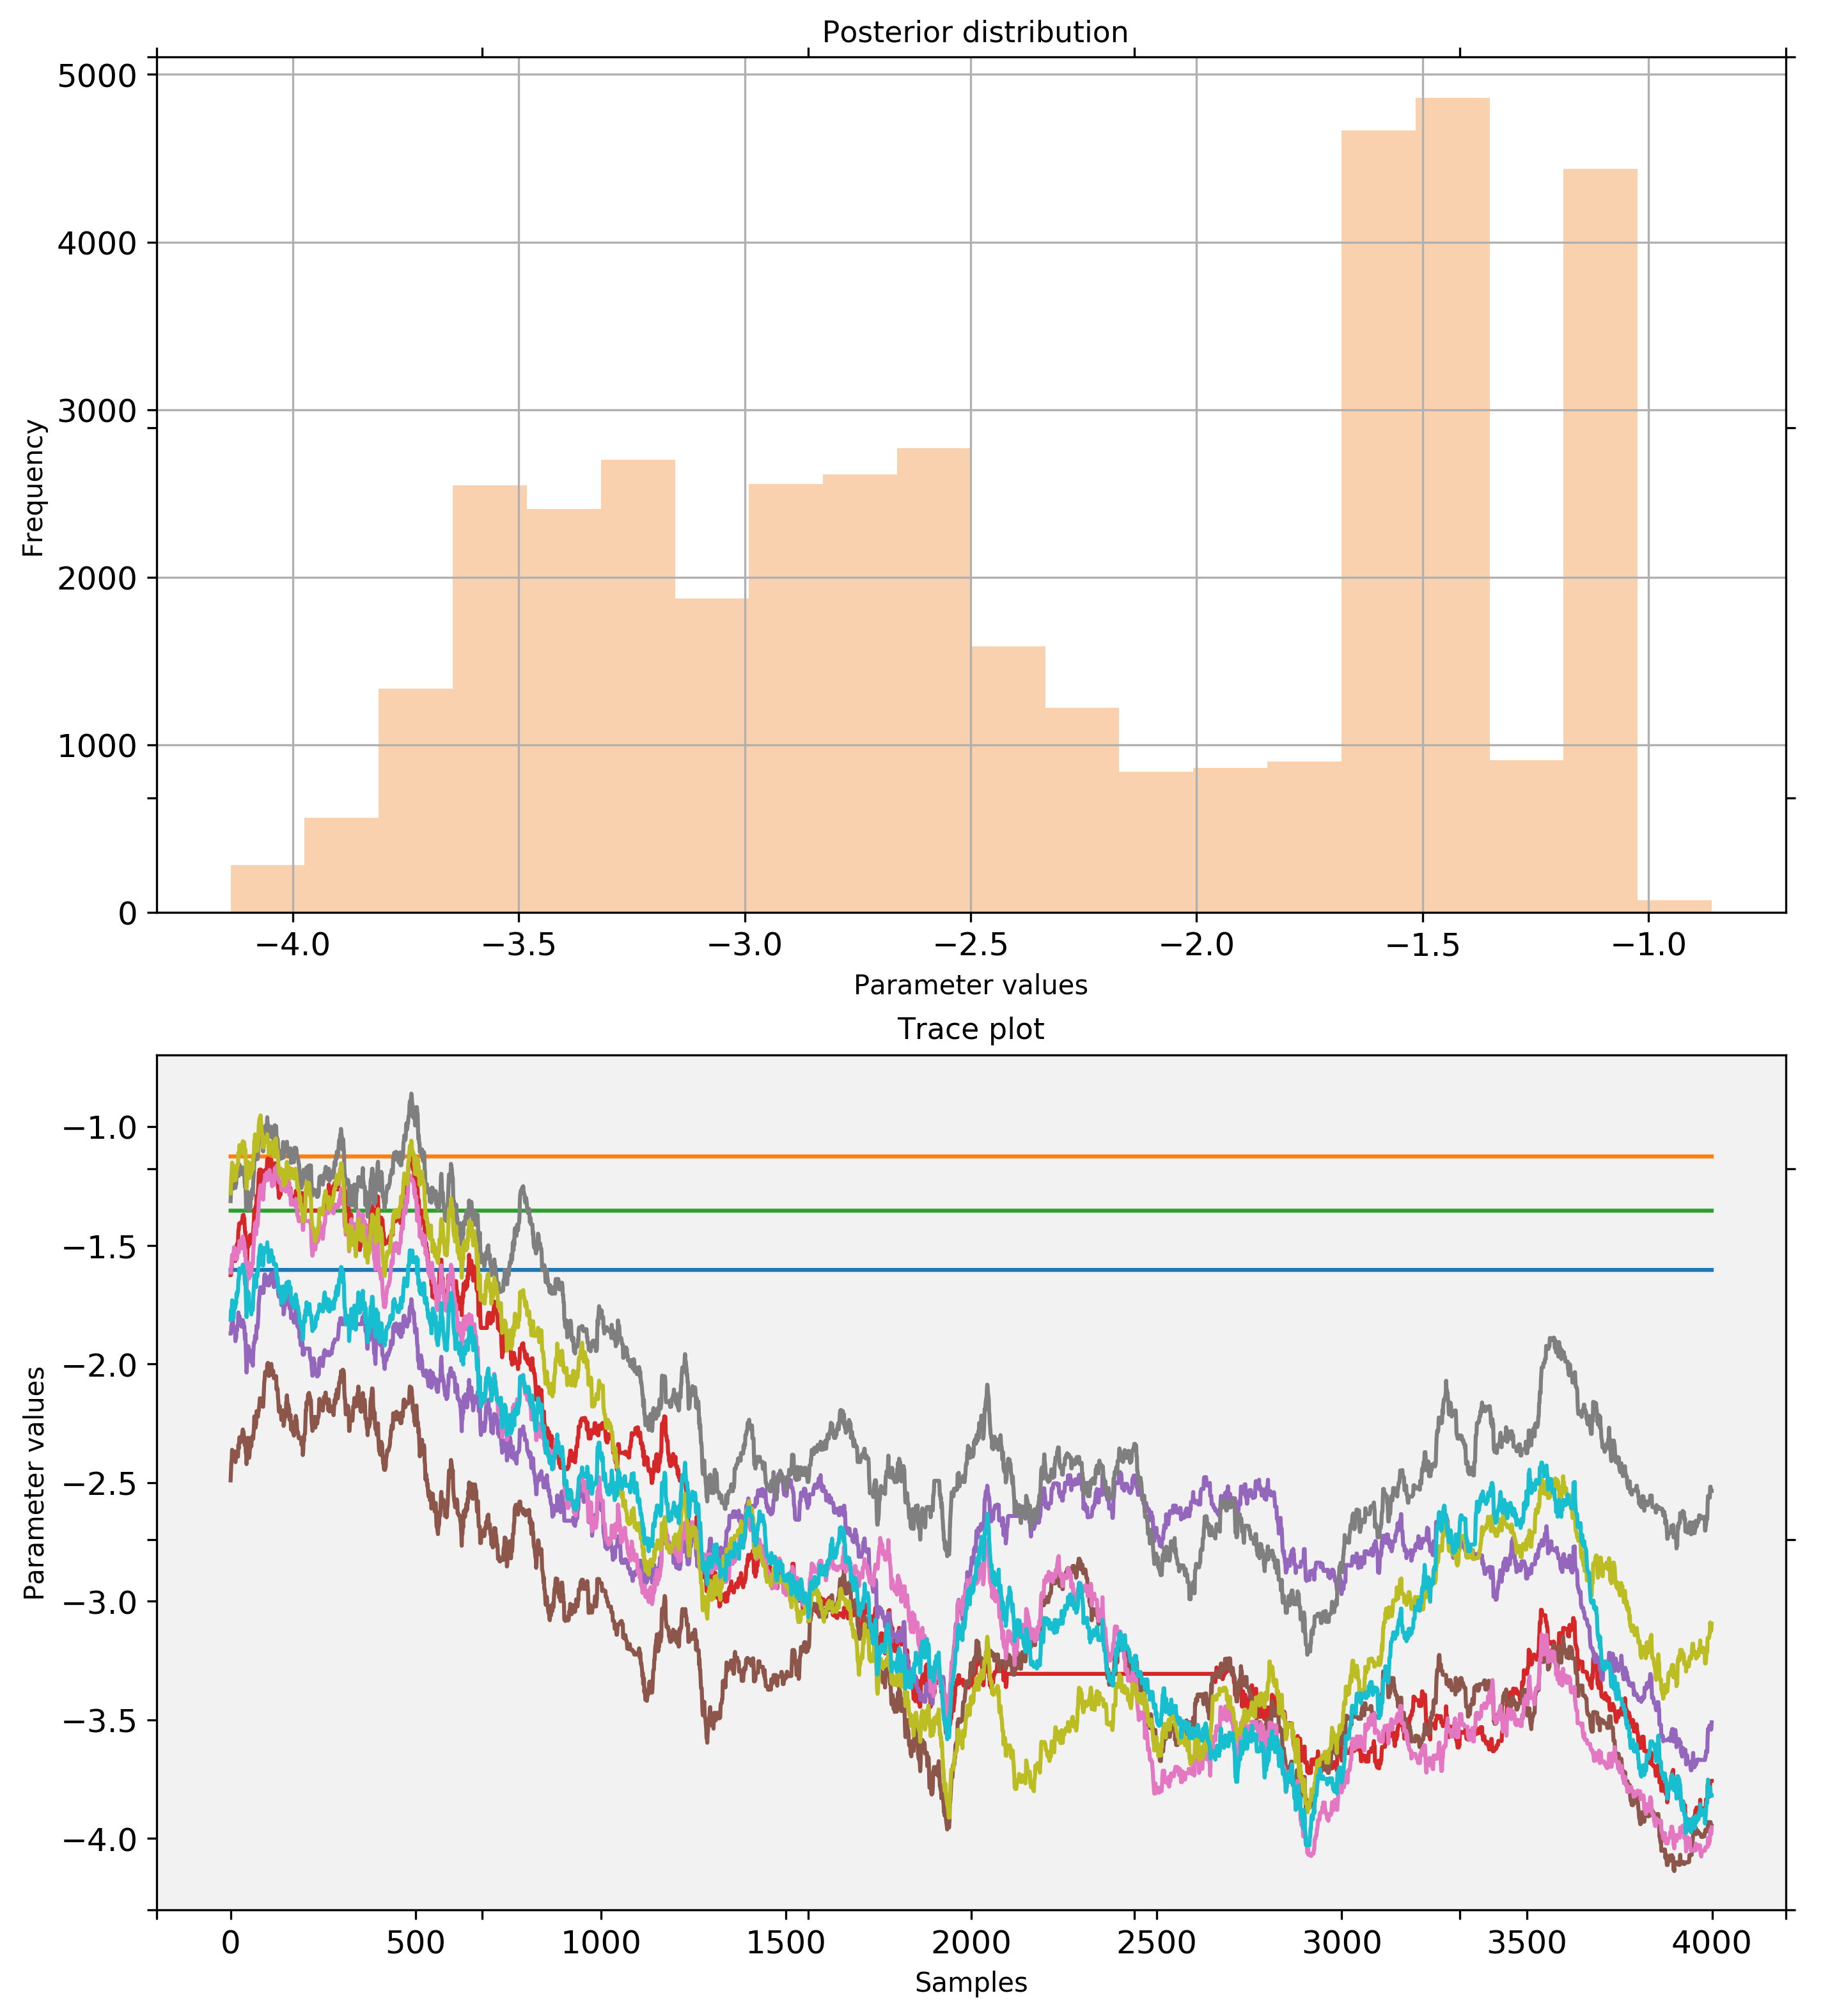 Posterior distribution
5000
4000
3000
2000
1000
0
Frequency
−4.0 −3.5 −3.0 −2.5 −2.0 −1.5 −1.0
Parameter values
Trace plot
−1.0
−1.5
−2.0
−2.5
−3.0
−3.5
−4.0
Parameter values
0 500 1000 1500 2000 2500 3000 3500 4000
Samples